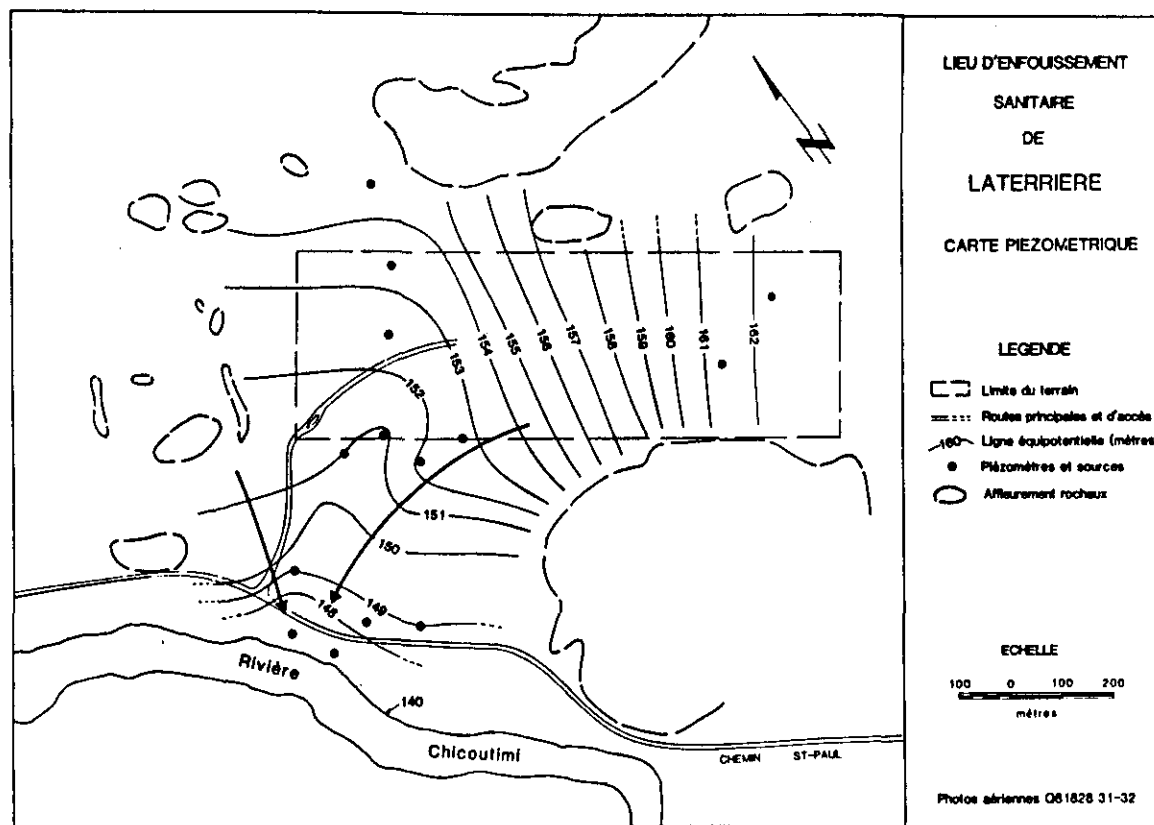 LIEU D'ENFOUISSEMENT
SANITAIRE
DE
LATERRIERE
CARTE PIEZOMETRIQUE
N
LEGENDE
Limite du terrain
Routes principales et d'accès
160
Ligne équipotentielle (mètres
Piézomètres et sources
Affleurement rocheux
ECHELLE
100 0 100 200
mètres
Photos aériennes Q61828 31-32
162
161
160
159
158
157
156
155
154
153
152
151
150
149
148
140
Rivière
Chicoutimi
CHEMIN ST-PAUL